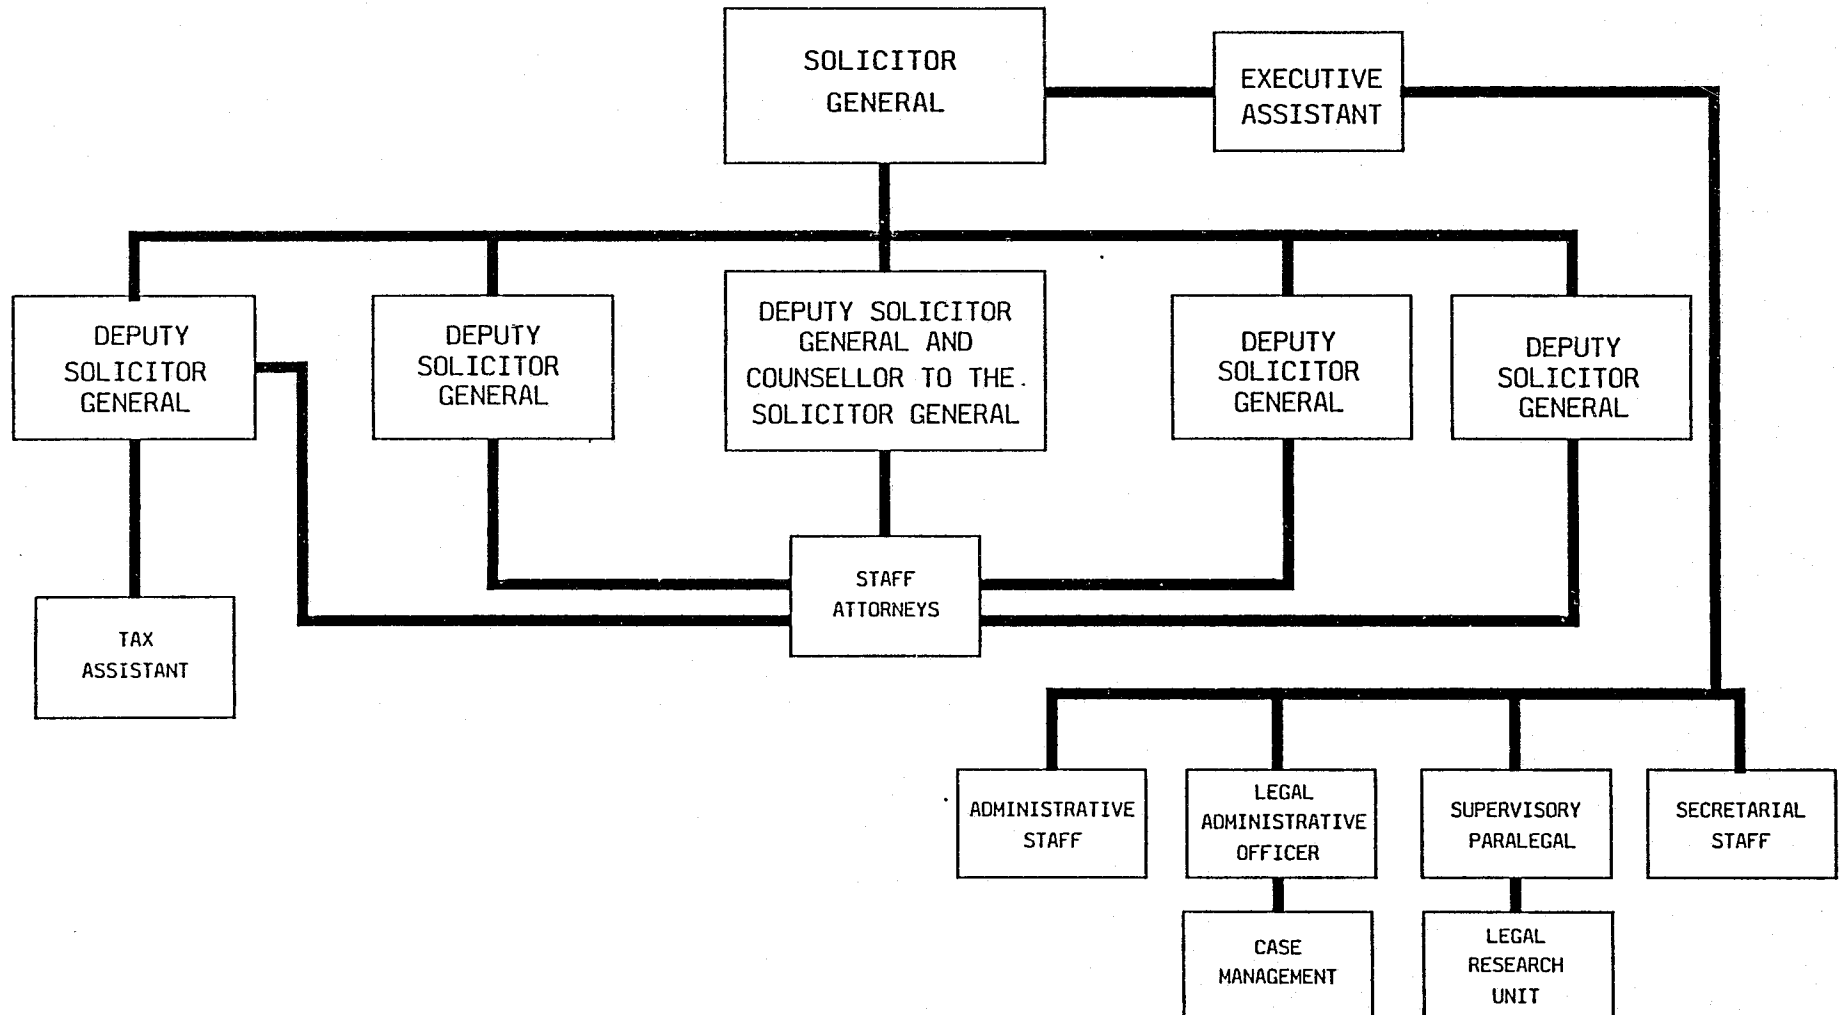 SOLICITOR
GENERAL
EXECUTIVE
ASSISTANT
DEPUTY
SOLICITOR
GENERAL
DEPUTY
SOLICITOR
GENERAL
DEPUTY SOLICITOR
GENERAL AND
COUNSELLOR TO THE
SOLICITOR GENERAL
DEPUTY
SOLICITOR
GENERAL
DEPUTY
SOLICITOR
GENERAL
STAFF
ATTORNEYS
TAX
ASSISTANT
ADMINISTRATIVE
STAFF
LEGAL
ADMINISTRATIVE
OFFICER
SUPERVISORY
PARALEGAL
SECRETARIAL
STAFF
CASE
MANAGEMENT
LEGAL
RESEARCH
UNIT